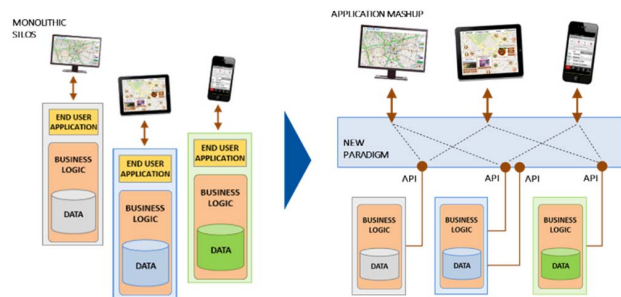 MONOLITHIC
SILOS
END USER
APPLICATION
BUSINESS
LOGIC
DATA
END USER
APPLICATION
BUSINESS
LOGIC
DATA
END USER
APPLICATION
BUSINESS
LOGIC
DATA
APPLICATION MASHUP
NEW
PARADIGM
API
API
API
API
BUSINESS
LOGIC
DATA
BUSINESS
LOGIC
DATA
BUSINESS
LOGIC
DATA